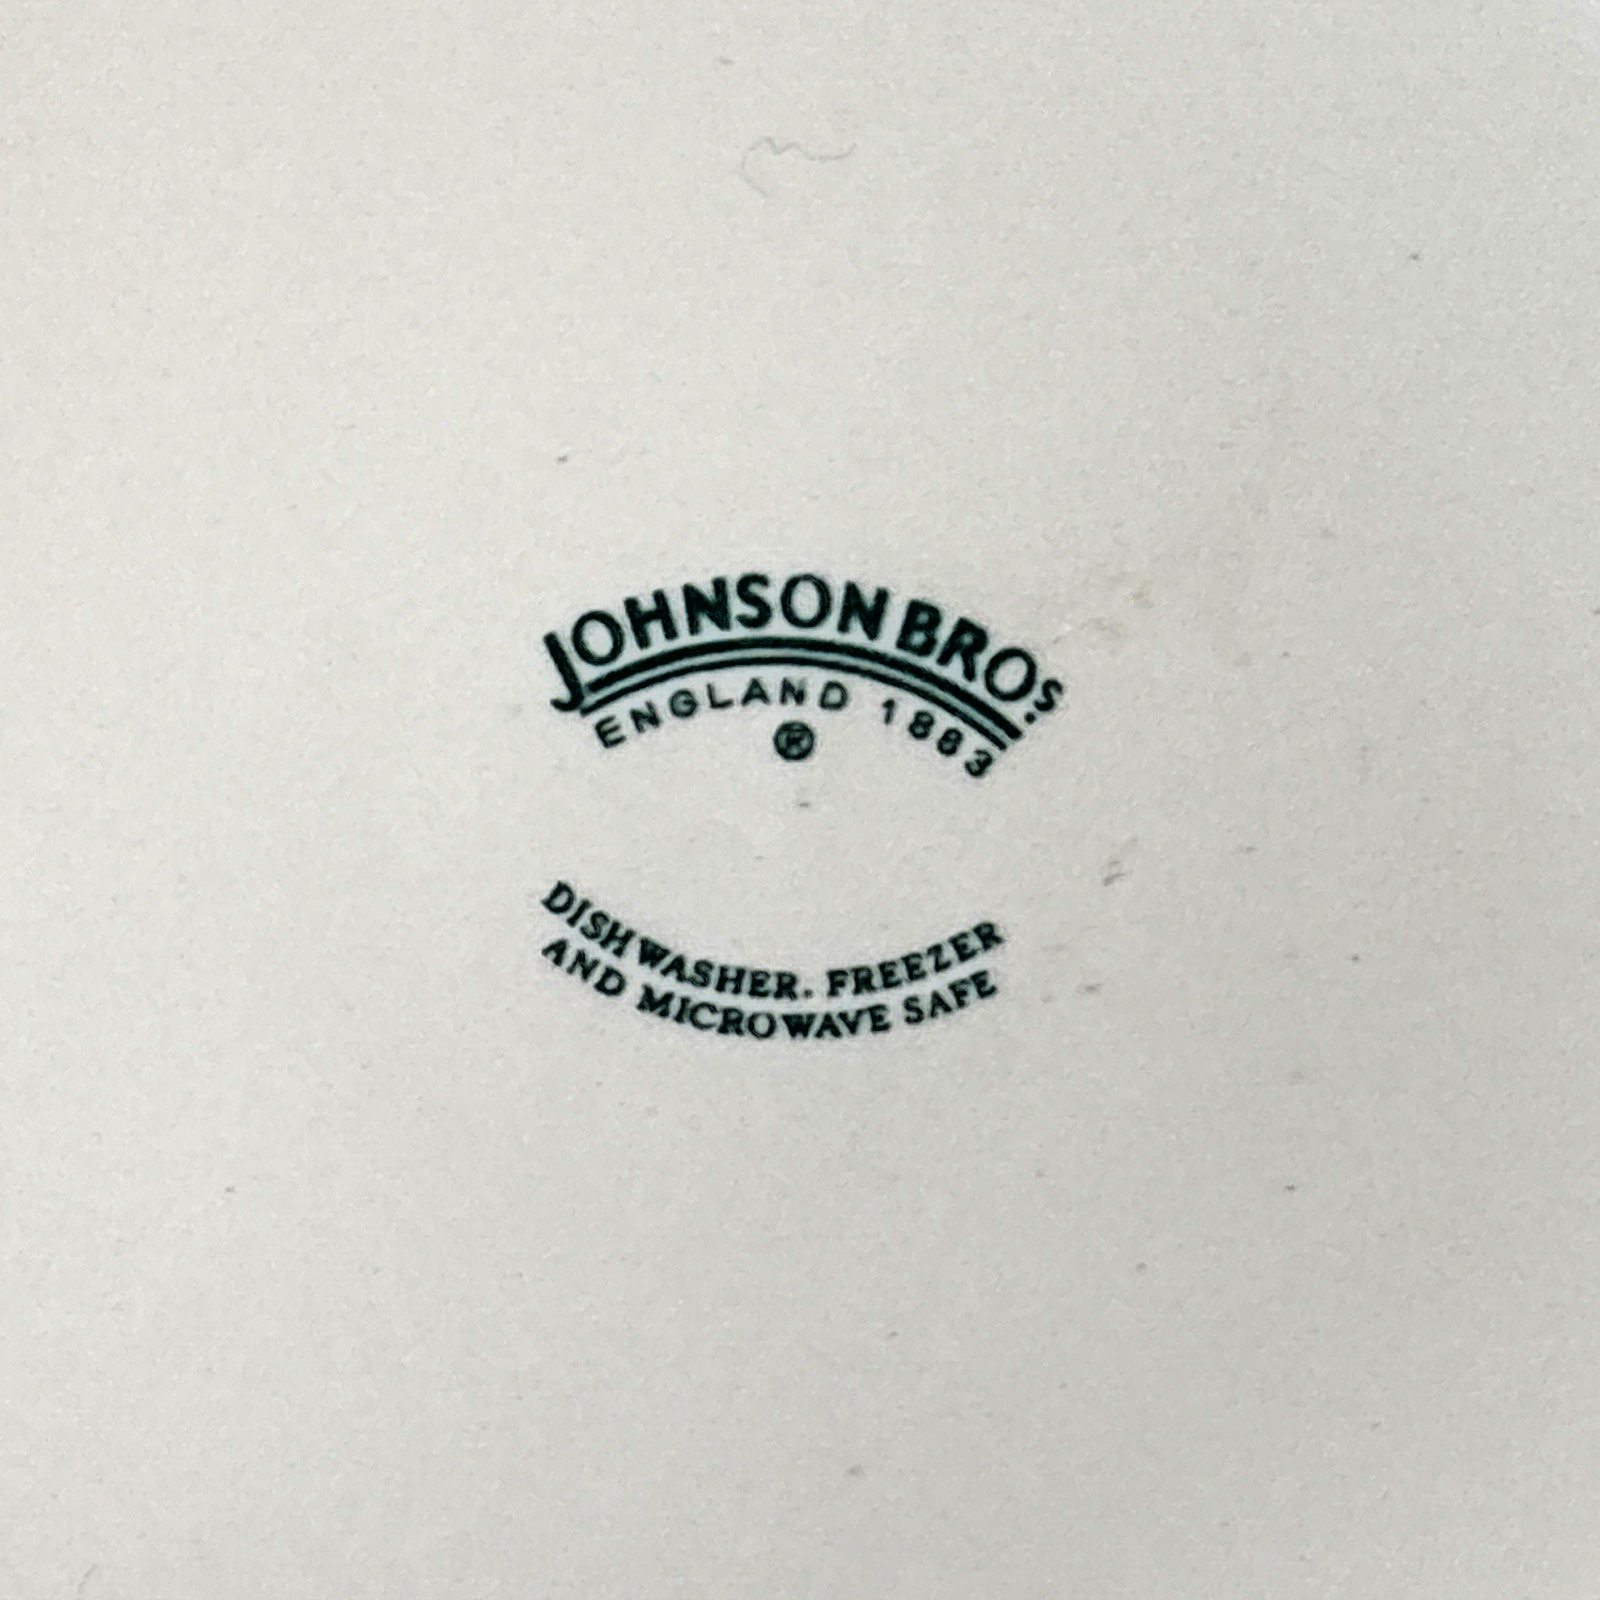 JOHNSON BROS.
ENGLAND 1883
®
DISHWASHER. FREEZER
AND MICROWAVE SAFE